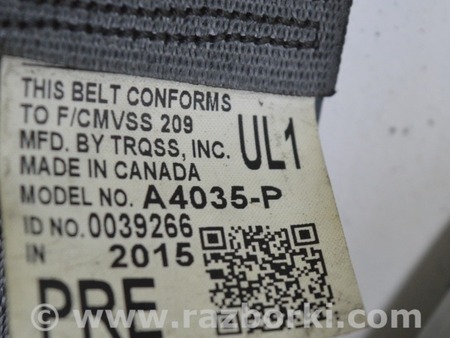 THIS BELT CONFORMS
TO F/CMVSS 209
MFD. BY TRQSS, INC. UL1
MADE IN CANADA
MODEL NO. A4035-P
ID NO. 0039266
IN 2015
PRE
© www.razborki.com